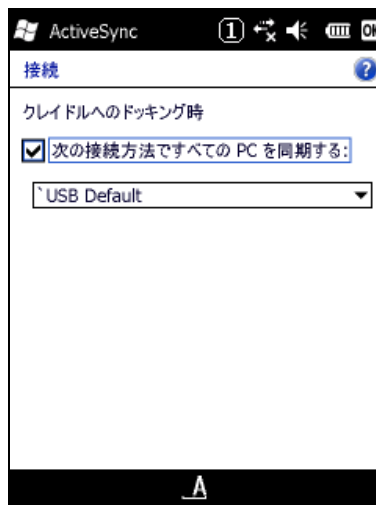 ActiveSync 1 OK
接続 ?
クレイドルへのドッキング時
次の接続方法ですべての PC を同期する:
`USB Default
A